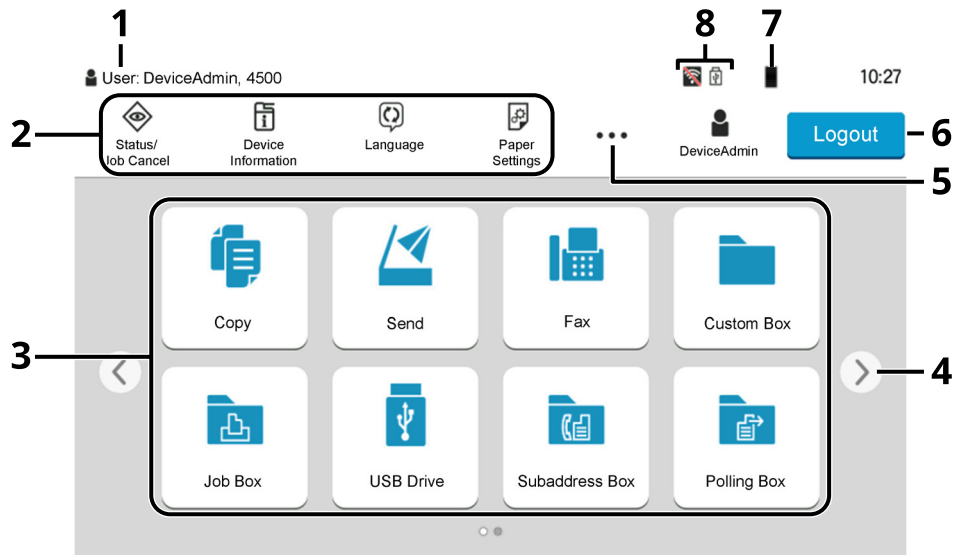 1
8
7
User: DeviceAdmin, 4500
10:27
2
Status/
Job Cancel
Device
Information
Language
Paper
Settings
DeviceAdmin
Logout
6
5
3
Copy
Send
Fax
Custom Box
4
Job Box
USB Drive
Subaddress Box
Polling Box